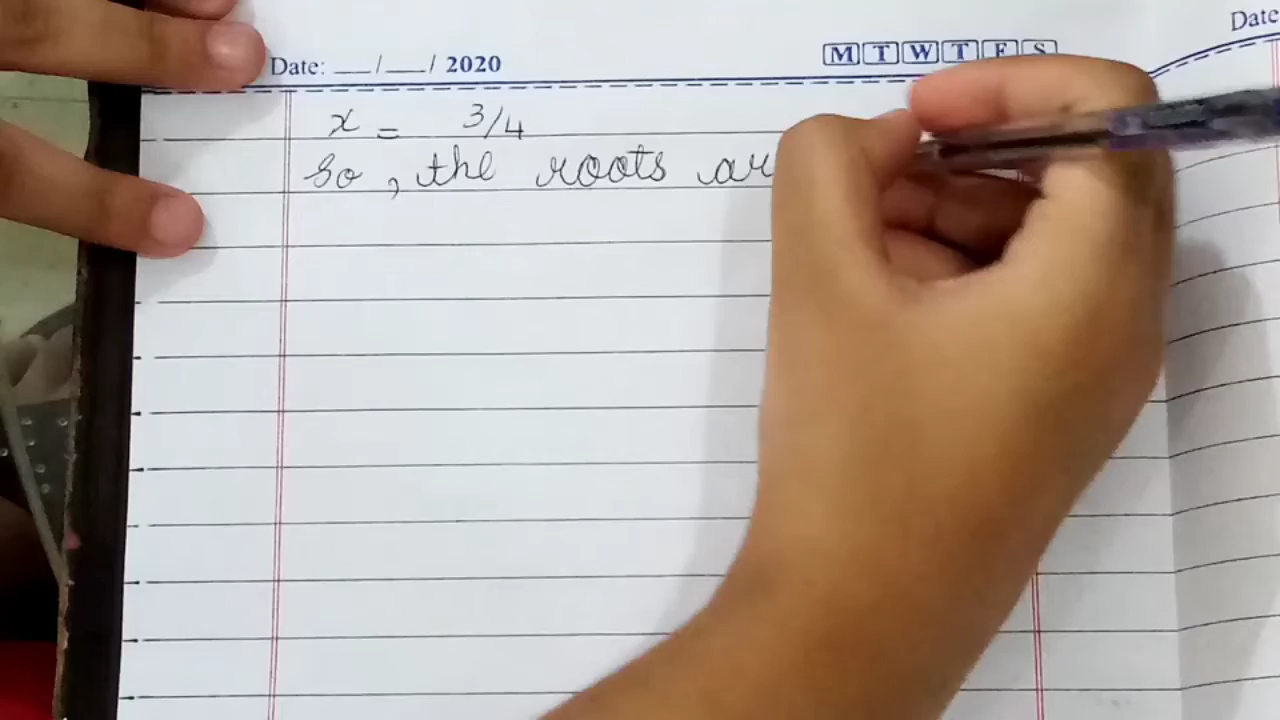 Date: __/__/ 2020
M T W T F S
Date
x = 3/4
So, the roots ar